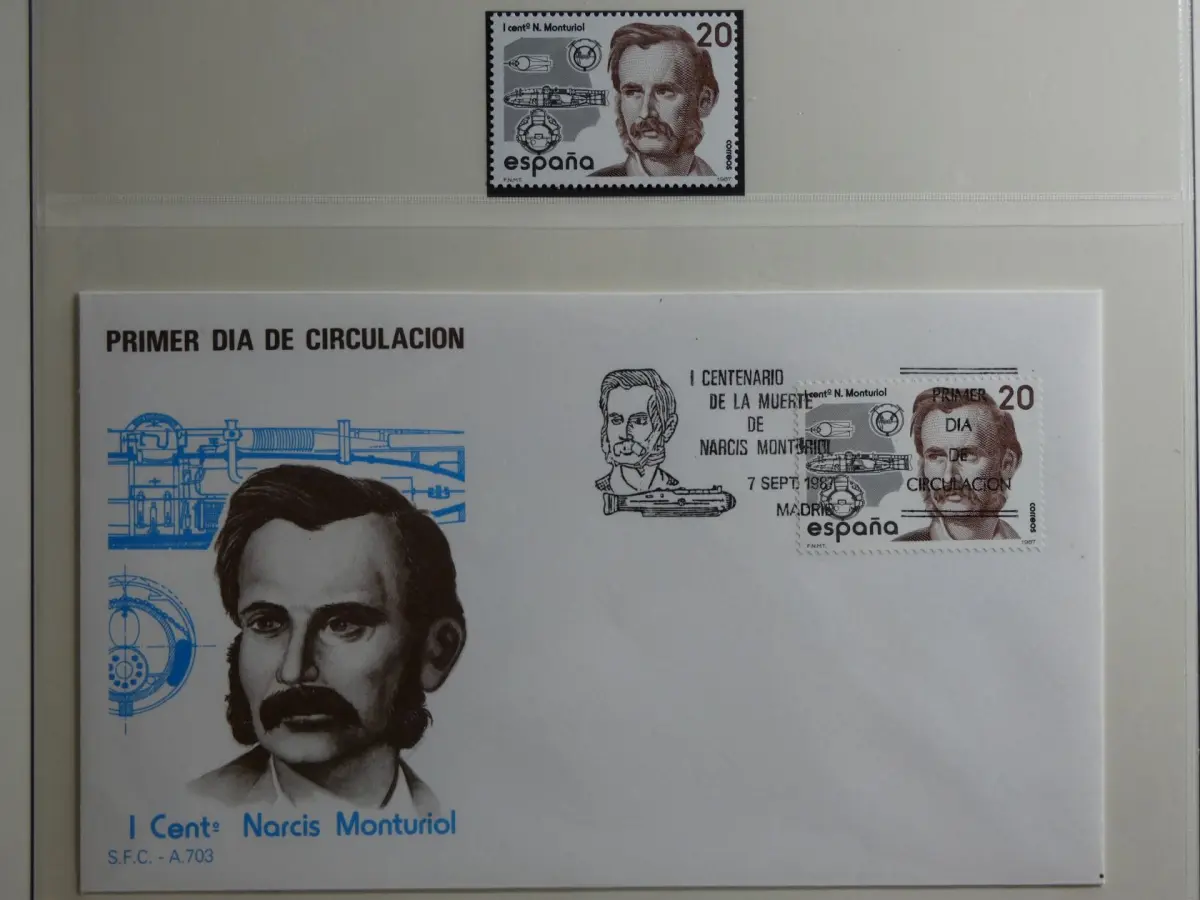 I centº N. Monturiol
20
españa
correos
F.N.M.T.
1987
PRIMER DIA DE CIRCULACION
I CENTENARIO
DE LA MUERTE
DE
NARCIS MONTURIOL
7 SEPT. 1987
MADRID
centº N. Monturiol
20
PRIMER
DIA
DE
CIRCULACION
españa
correos
F.N.M.T.
1987
I Centº Narcis Monturiol
S.F.C. - A.703